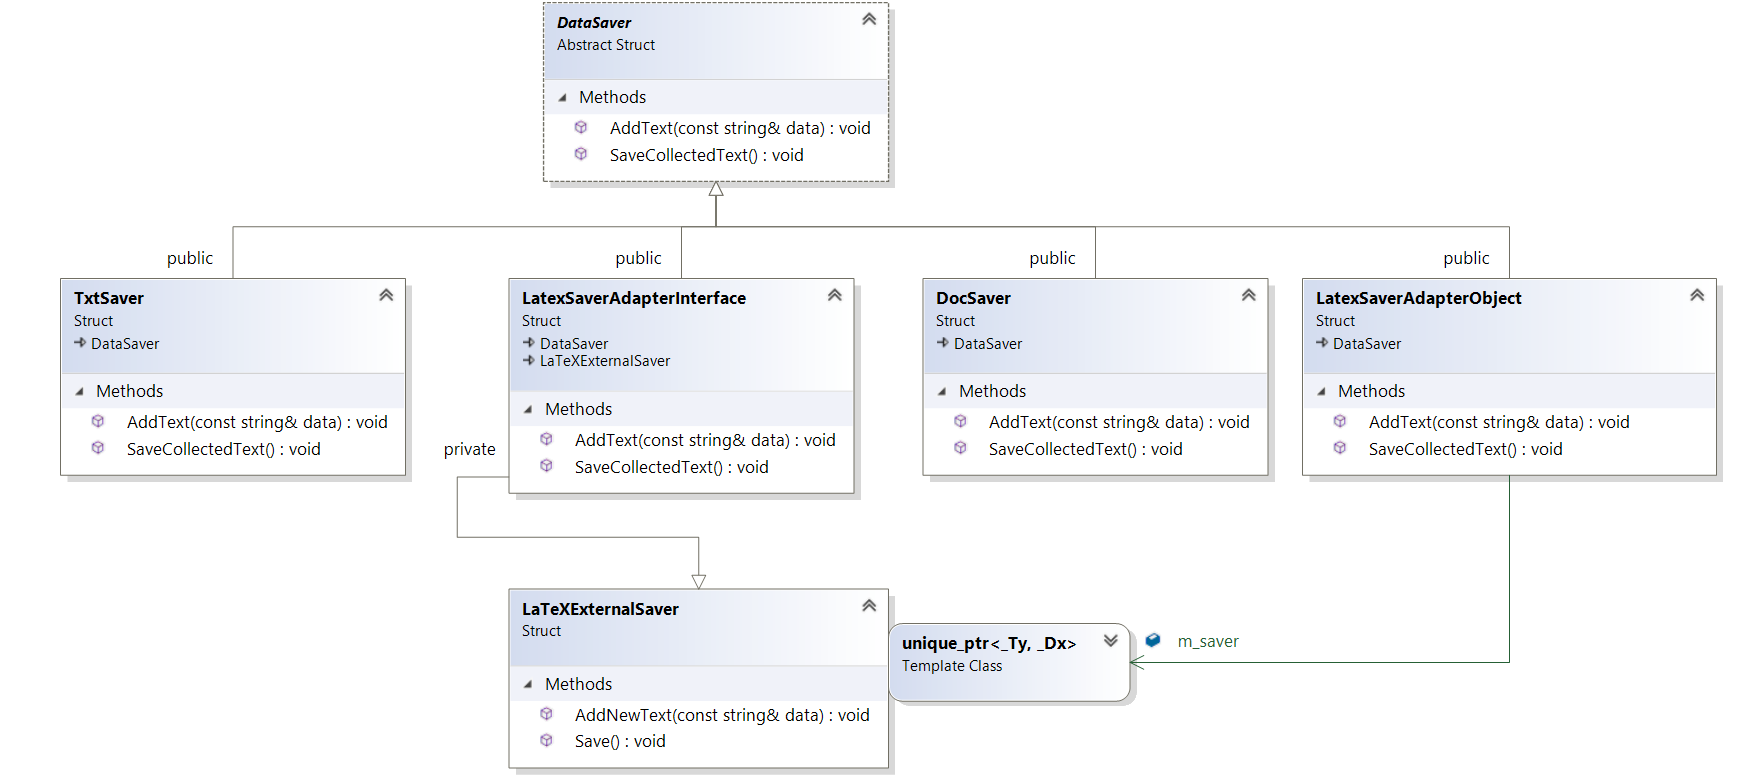 DataSaver
Abstract Struct
Methods
AddText(const string& data) : void
SaveCollectedText() : void
public
public
public
public
TxtSaver
Struct
DataSaver
Methods
AddText(const string& data) : void
SaveCollectedText() : void
LatexSaverAdapterInterface
Struct
DataSaver
LaTeXExternalSaver
Methods
AddText(const string& data) : void
SaveCollectedText() : void
DocSaver
Struct
DataSaver
Methods
AddText(const string& data) : void
SaveCollectedText() : void
LatexSaverAdapterObject
Struct
DataSaver
Methods
AddText(const string& data) : void
SaveCollectedText() : void
private
LaTeXExternalSaver
Struct
Methods
AddNewText(const string& data) : void
Save() : void
unique_ptr<_Ty, _Dx>
Template Class
m_saver